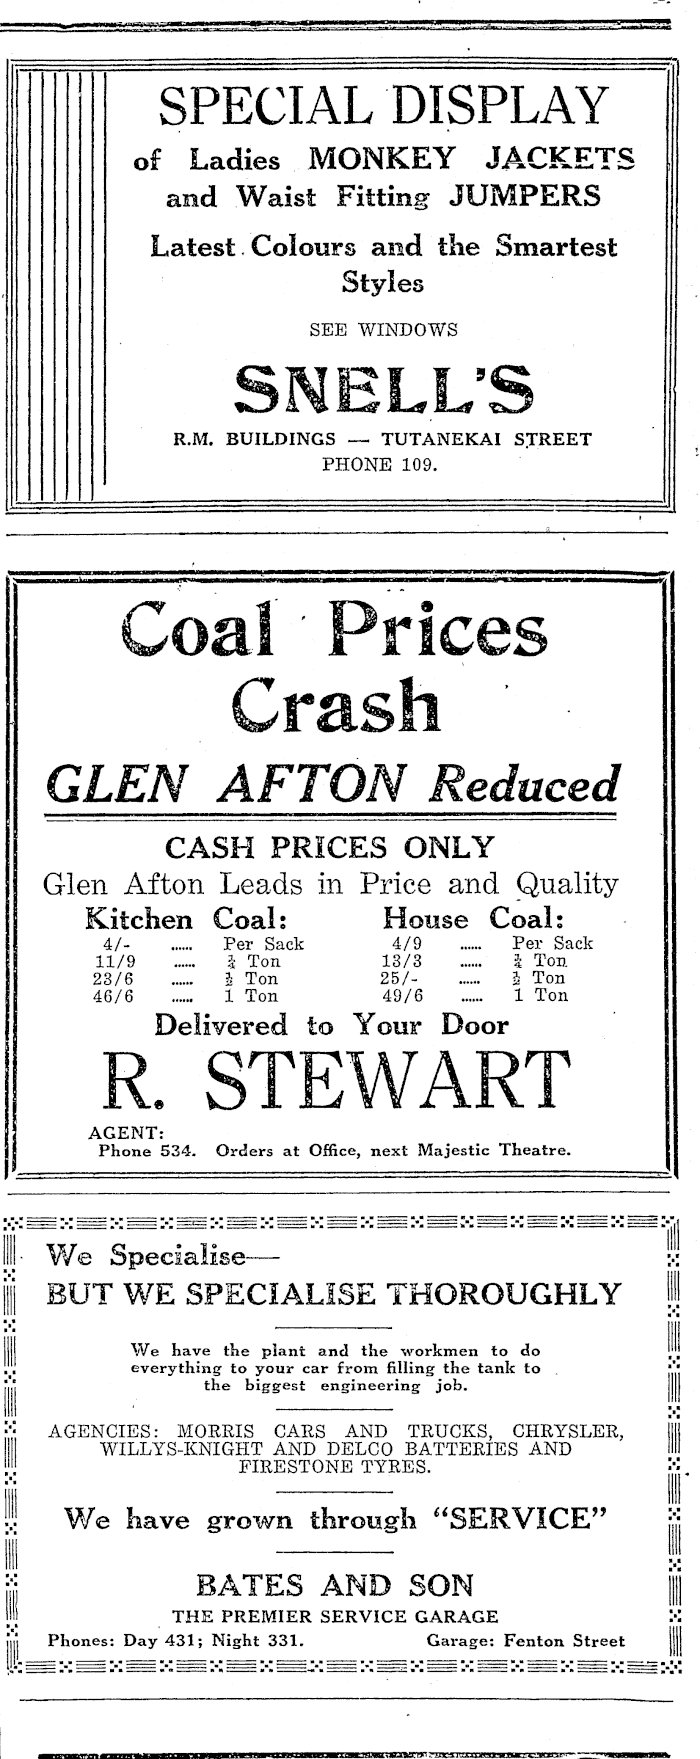 SPECIAL DISPLAY
of Ladies MONKEY JACKETS
and Waist Fitting JUMPERS
Latest Colours and the Smartest
Styles
SEE WINDOWS
SNELL'S
R.M. BUILDINGS — TUTANEKAI STREET
PHONE 109.
Coal Prices
Crash
GLEN AFTON Reduced
CASH PRICES ONLY
Glen Afton Leads in Price and Quality
Kitchen Coal:
4/- ...... Per Sack
11/9 ...... ¼ Ton
23/6 ...... ½ Ton
46/6 ...... 1 Ton
House Coal:
4/9 ...... Per Sack
13/3 ...... ¼ Ton
25/- ...... ½ Ton
49/6 ...... 1 Ton
Delivered to Your Door
R. STEWART
AGENT:
Phone 534. Orders at Office, next Majestic Theatre.
We Specialise—
BUT WE SPECIALISE THOROUGHLY
We have the plant and the workmen to do
everything to your car from filling the tank to
the biggest engineering job.
AGENCIES: MORRIS CARS AND TRUCKS, CHRYSLER,
WILLYS-KNIGHT AND DELCO BATTERIES AND
FIRESTONE TYRES.
We have grown through “SERVICE”
BATES AND SON
THE PREMIER SERVICE GARAGE
Phones: Day 431; Night 331. Garage: Fenton Street